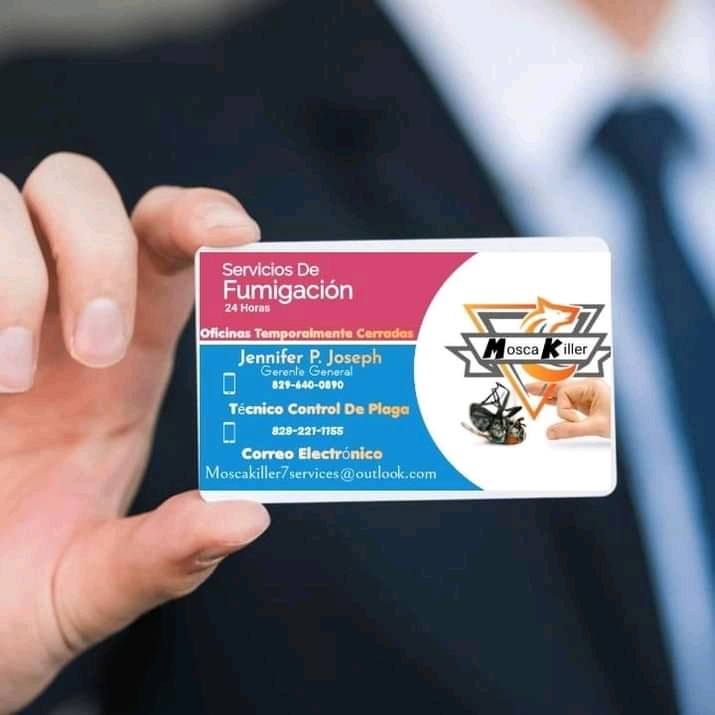 Servicios De
Fumigación
24 Horas
Oficinas Temporalmente Cerradas
Jennifer P. Joseph
Gerente General
829-640-0890
Técnico Control De Plaga
829-221-1155
Correo Electrónico
Moscakiller7services@outlook.com
Mosca Killer